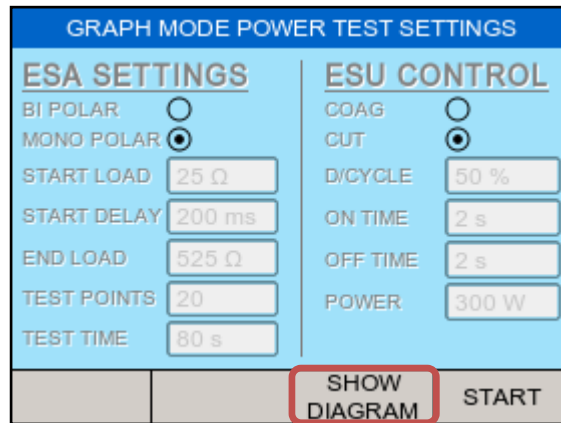 GRAPH MODE POWER TEST SETTINGS
ESA SETTINGS
BI POLAR
MONO POLAR
START LOAD 25 Ω
START DELAY 200 ms
END LOAD 525 Ω
TEST POINTS 20
TEST TIME 80 s
ESU CONTROL
COAG
CUT
D/CYCLE 50 %
ON TIME 2 s
OFF TIME 2 s
POWER 300 W
SHOW
DIAGRAM
START